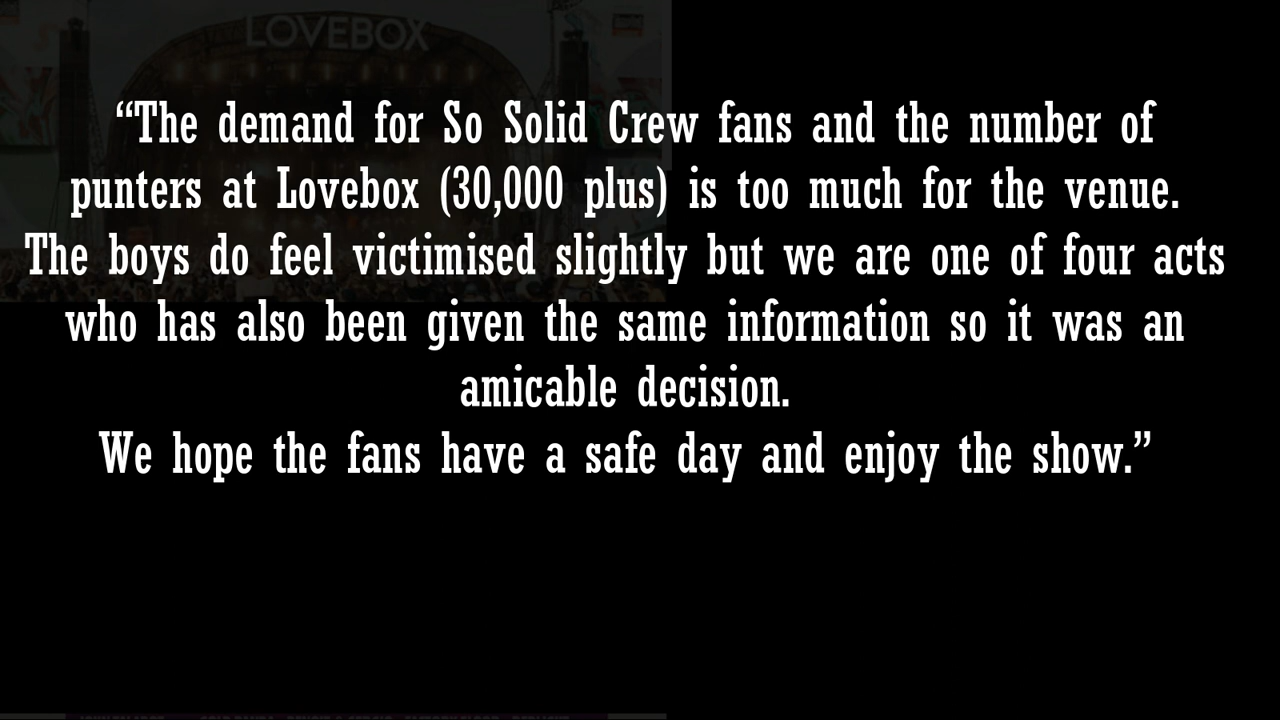 LOVEBOX
“The demand for So Solid Crew fans and the number of
punters at Lovebox (30,000 plus) is too much for the venue.
The boys do feel victimised slightly but we are one of four acts
who has also been given the same information so it was an
amicable decision.
We hope the fans have a safe day and enjoy the show.”